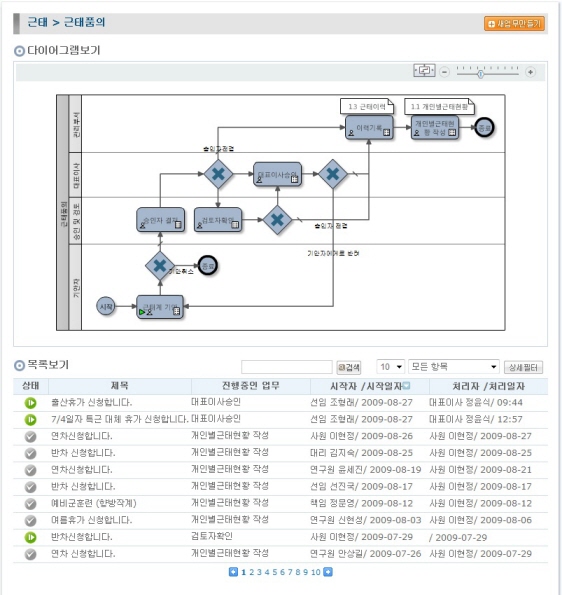 근태 > 근태품의
새업무만들기
다이어그램보기
1.3 근태이력
1.1 개인별근태현황
관리부서
이력기록
개인별근태현황 작성
종료
승인자 전결
대표이사
대표이사승인
근태품의
승인 및 검토
승인자 결재
검토자확인
승인자 전결
기안자에게로 반려
기안취소
종료
기안자
시작
근태계 기안
목록보기
검색
10
모든 항목
상세필터
상태 제목 진행중인 업무 시작자 /시작일자 처리자 /처리일자
출산휴가 신청합니다. 대표이사승인 선임 조형래/ 2009-08-27 대표이사 정윤식/ 09:44
7/4일자 특근 대체 휴가 신청합니다. 대표이사승인 선임 조형래/ 2009-08-27 대표이사 정윤식/ 12:57
연차신청합니다. 개인별근태현황 작성 사원 이현정/ 2009-08-26 사원 이현정/ 2009-08-27
반차 신청합니다. 개인별근태현황 작성 대리 김지숙/ 2009-08-25 사원 이현정/ 2009-08-25
연차 신청합니다. 개인별근태현황 작성 연구원 윤세진/ 2009-08-19 사원 이현정/ 2009-08-21
반차 신청합니다. 개인별근태현황 작성 선임 선진국/ 2009-08-17 사원 이현정/ 2009-08-17
예비군훈련 (향방작계) 개인별근태현황 작성 책임 정문영/ 2009-08-12 사원 이현정/ 2009-08-12
여름휴가 신청합니다. 개인별근태현황 작성 연구원 신현성/ 2009-08-03 사원 이현정/ 2009-08-06
반차신청합니다. 검토자확인 사원 이현정/ 2009-07-29 / 2009-07-29
연차 신청합니다. 개인별근태현황 작성 연구원 안상길/ 2009-07-26 사원 이현정/ 2009-07-29
1 2 3 4 5 6 7 8 9 10